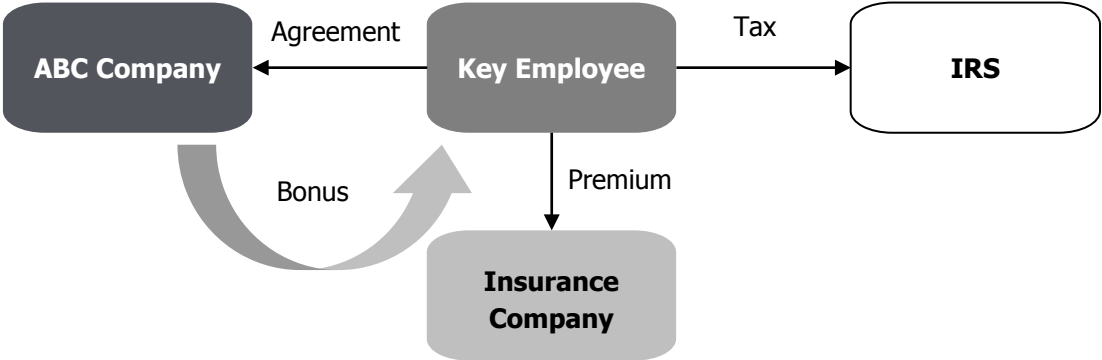 Agreement
Tax
ABC Company
Key Employee
IRS
Bonus
Premium
Insurance
Company